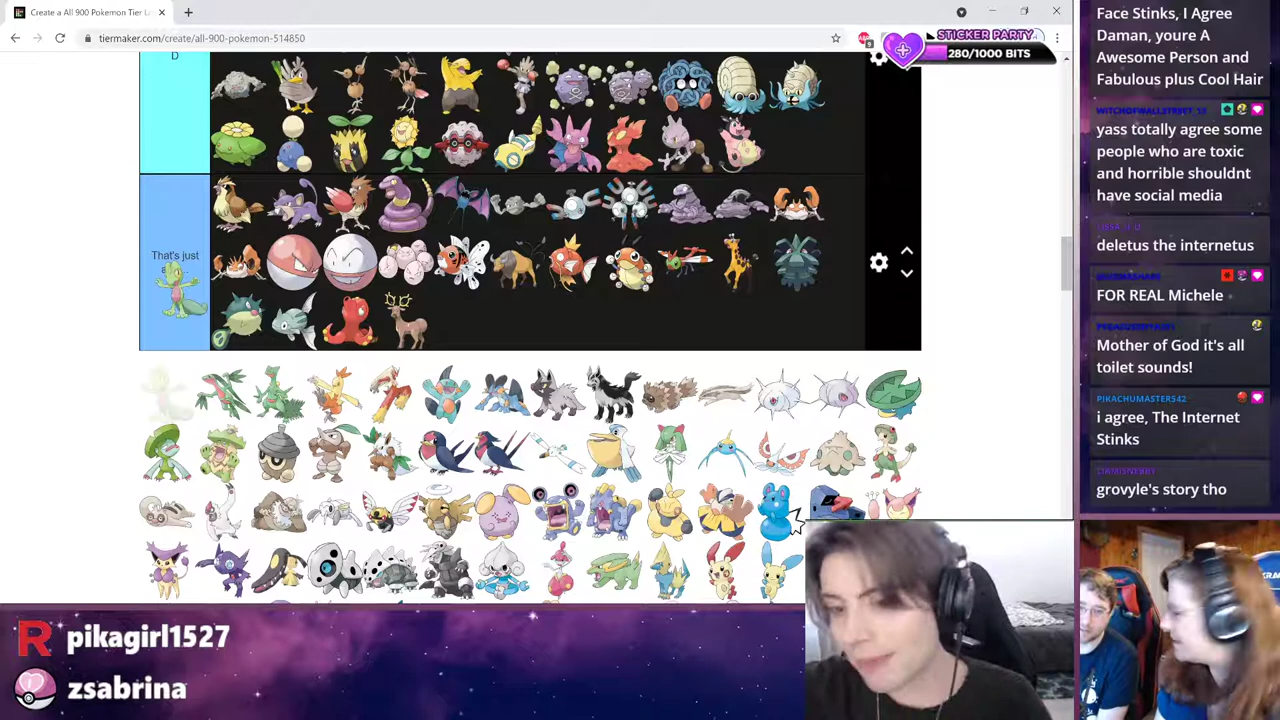 Create a All 900 Pokemon Tier L
tiermaker.com/create/all-900-pokemon-514850
STICKER PARTY
280/1000 BITS
D
That's just
Face Stinks, I Agree
Daman, youre A
Awesome Person and
Fabulous plus Cool Hair
yass totally agree some
people who are toxic
and horrible shouldnt
have social media
deletus the internetus
FOR REAL Michele
Mother of God it's all
toilet sounds!
PIKACHUMASTER542
i agree, The Internet
Stinks
grovyle's story tho
R pikagirl1527
zsabrina